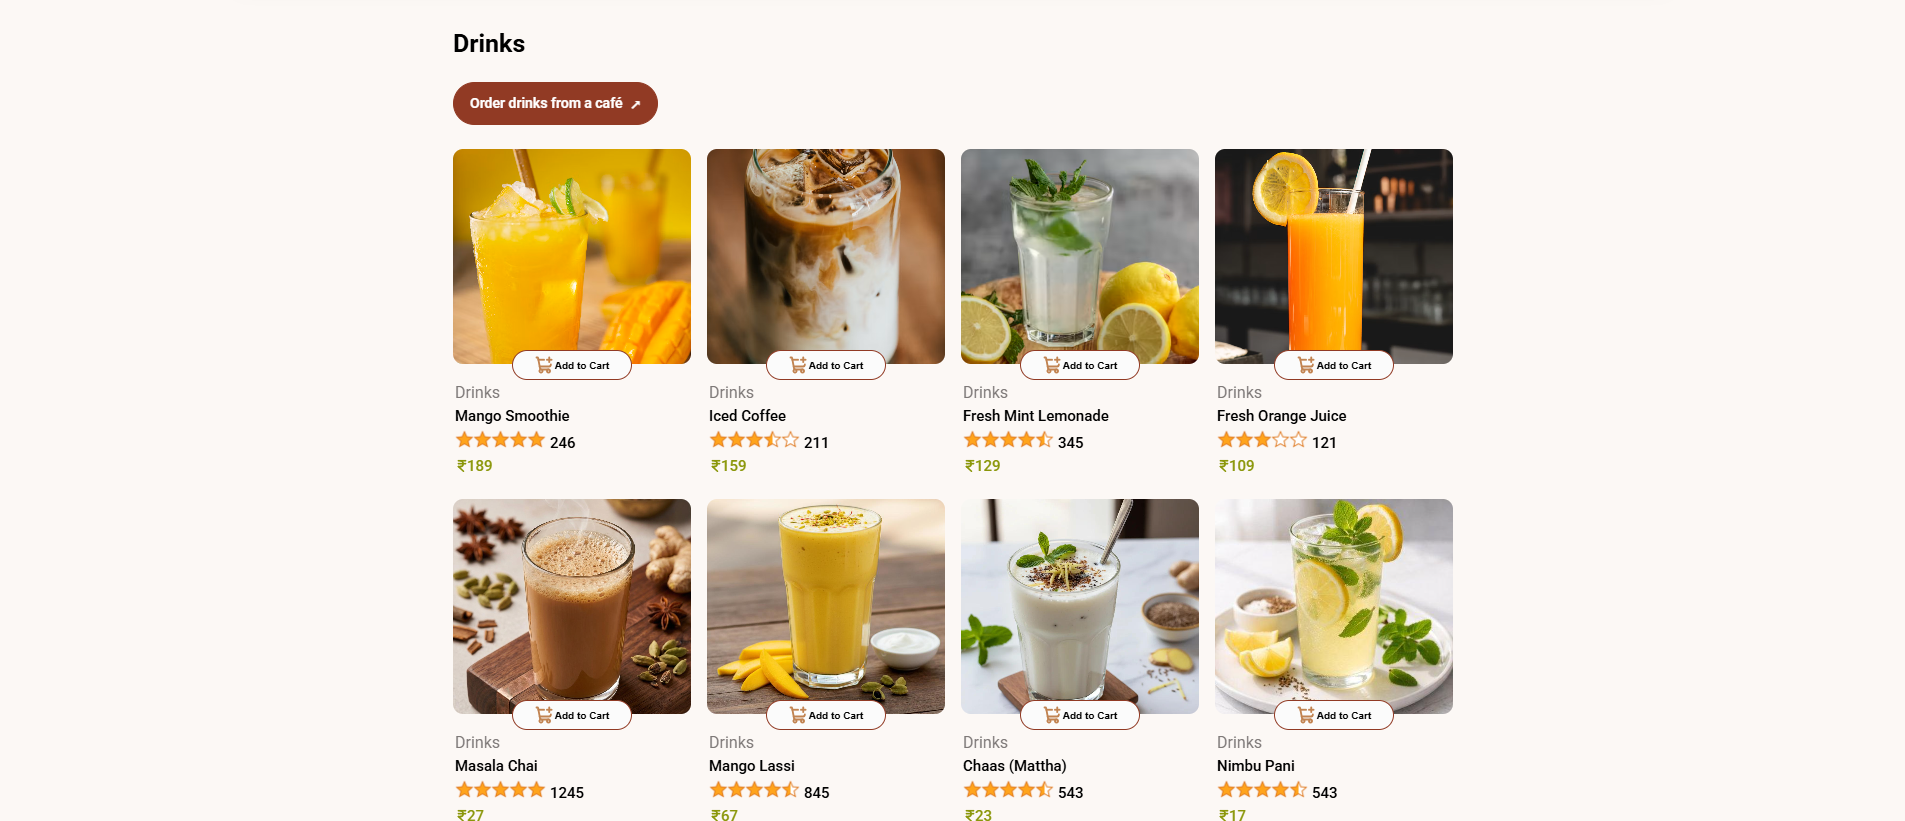 Drinks
Order drinks from a café ↗
Add to Cart
Add to Cart
Add to Cart
Add to Cart
Drinks
Drinks
Drinks
Drinks
Mango Smoothie
Iced Coffee
Fresh Mint Lemonade
Fresh Orange Juice
246
211
345
121
₹189
₹159
₹129
₹109
Add to Cart
Add to Cart
Add to Cart
Add to Cart
Drinks
Drinks
Drinks
Drinks
Masala Chai
Mango Lassi
Chaas (Mattha)
Nimbu Pani
1245
845
543
543
₹27
₹67
₹23
₹17